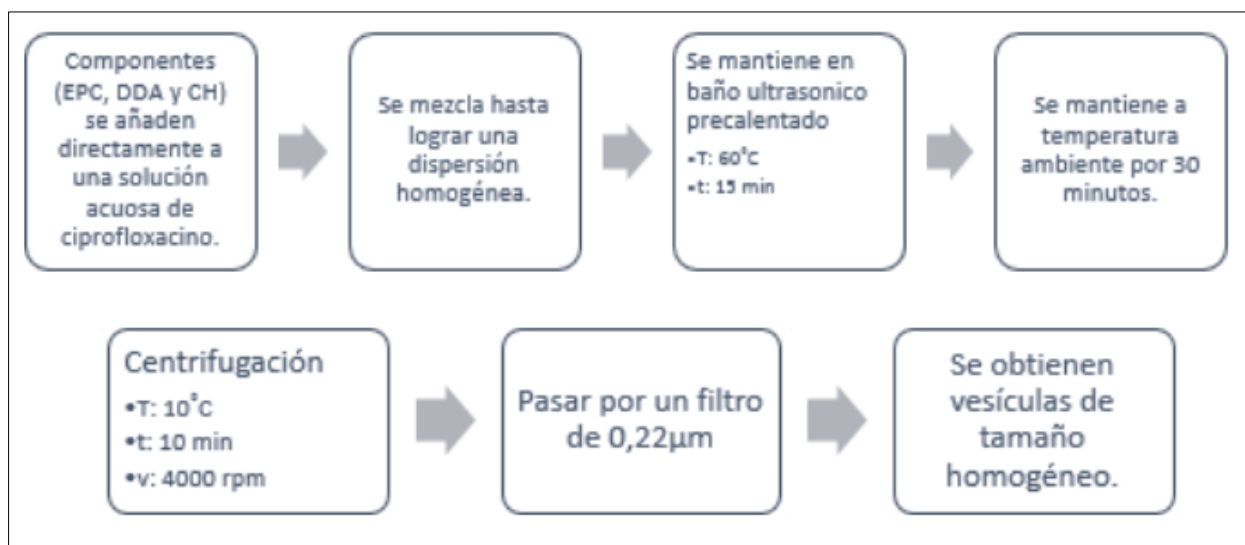 Componentes
(EPC, DDA y CH)
se añaden
directamente a
una solución
acuosa de
ciprofloxacino.
Se mezcla hasta
lograr una
dispersión
homogénea.
Se mantiene en
baño ultrasonico
precalentado
•T: 60°C
•t: 15 min
Se mantiene a
temperatura
ambiente por 30
minutos.
Centrifugación
•T: 10°C
•t: 10 min
•v: 4000 rpm
Pasar por un filtro
de 0,22µm
Se obtienen
vesículas de
tamaño
homogéneo.